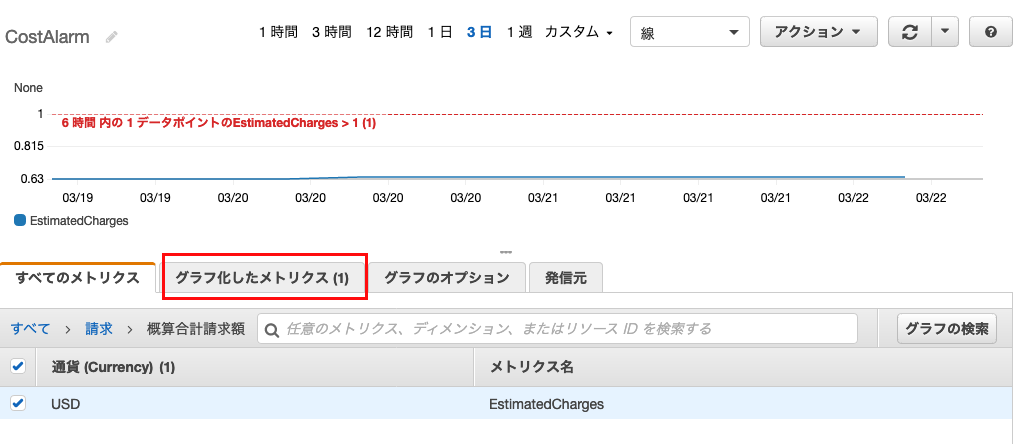 CostAlarm 1 時間 3 時間 12 時間 1 日 3 日 1 週 カスタム 線 アクション
None
1
6 時間 内の 1 データポイントのEstimatedCharges > 1 (1)
0.815
0.63
03/19 03/19 03/20 03/20 03/20 03/20 03/21 03/21 03/21 03/21 03/22 03/22
EstimatedCharges
すべてのメトリクス グラフ化したメトリクス (1) グラフのオプション 発信元
すべて > 請求 > 概算合計請求額 任意のメトリクス、ディメンション、またはリソース ID を検索する グラフの検索
通貨 (Currency) (1) メトリクス名
USD EstimatedCharges